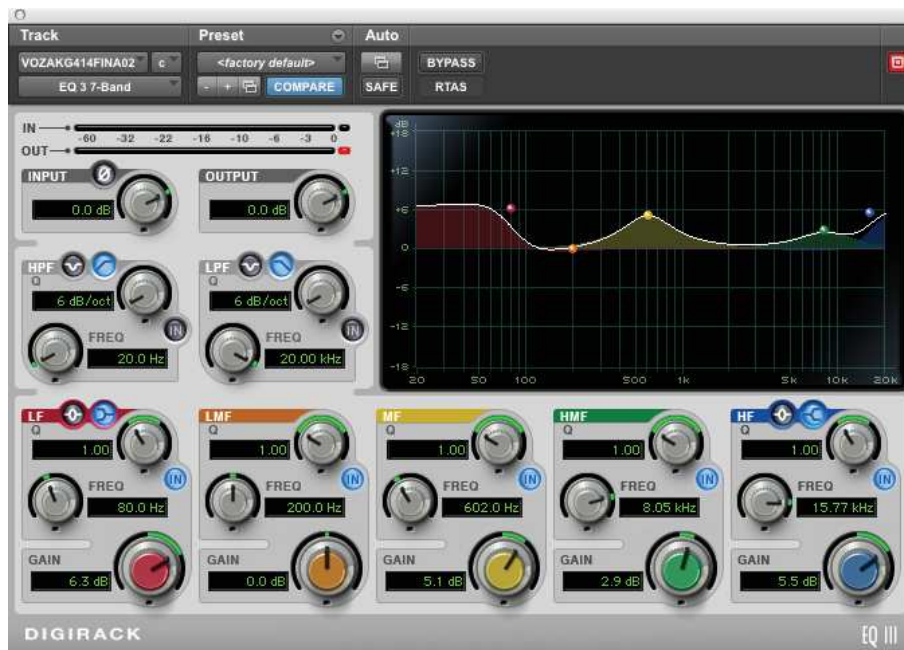 Track Preset Auto
VOZAKG414FINA02 c <factory default> BYPASS
EQ 3 7-Band - + COMPARE SAFE RTAS
IN -60 -32 -22 -16 -10 -6 -3 0
OUT
INPUT Ø OUTPUT
0.0 dB 0.0 dB
HPF LPF
Q Q
6 dB/oct 6 dB/oct
IN IN
FREQ FREQ
20.0 Hz 20.00 kHz
dB
+18
+12
+6
0
-6
-12
-18
20 50 100 500 1k 5k 10k 20k
LF LMF MF HMF HF
Q Q Q Q Q
1.00 1.00 1.00 1.00 1.00
IN IN IN IN IN
FREQ FREQ FREQ FREQ FREQ
80.0 Hz 200.0 Hz 602.0 Hz 8.05 kHz 15.77 kHz
GAIN GAIN GAIN GAIN GAIN
6.3 dB 0.0 dB 5.1 dB 2.9 dB 5.5 dB
DIGIRACK EQ III